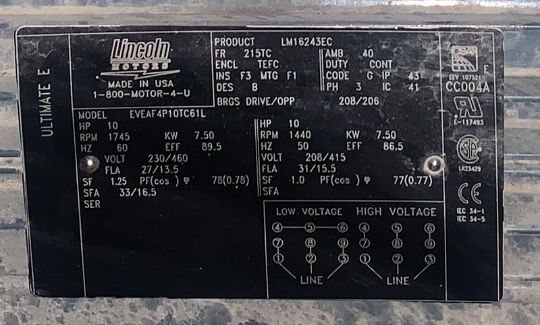 ULTIMATE E
Lincoln
MOTORS
MADE IN USA
1-800-MOTOR-4-U
PRODUCT LM16243EC
FR 215TC AMB 40
ENCL TEFC DUTY CONT
INS F3 MTG F1 CODE G IP 43
DES B PH 3 IC 41
BRGS DRIVE/OPP 208/206
E
CC004A
E-117493
LR23429
CE
IEC 34-1
IEC 34-5
MODEL EVEAF4P10TC61L
HP 10
RPM 1745 KW 7.50
HZ 60 EFF 89.5
VOLT 230/460
FLA 27/13.5
SF 1.25 PF(cos) φ 78(0.78)
SFA 33/16.5
SER
HP 10
RPM 1440 KW 7.50
HZ 50 EFF 86.5
VOLT 208/415
FLA 31/15.5
SF 1.0 PF(cos) φ 77(0.77)
SFA
LOW VOLTAGE HIGH VOLTAGE
4 5 6 4 5 6
7 8 9 7 8 9
1 2 3 1 2 3
LINE LINE